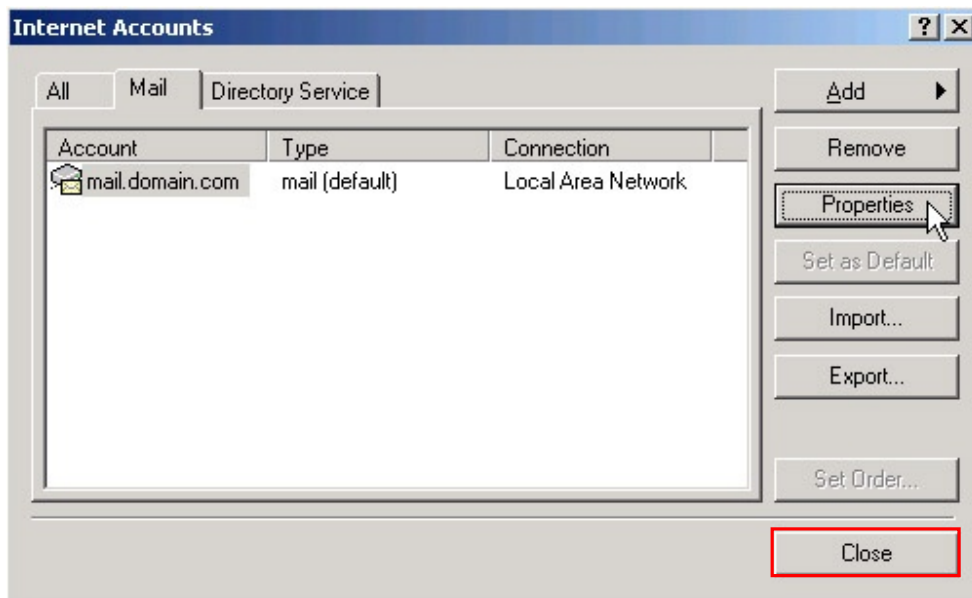 Internet Accounts
All
Mail
Directory Service
Account Type Connection
mail.domain.com mail (default) Local Area Network
Add
Remove
Properties
Set as Default
Import...
Export...
Set Order...
Close